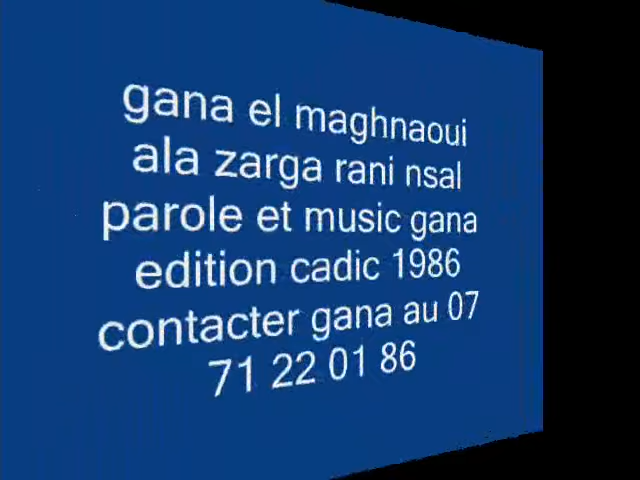 gana el maghnaoui
ala zarga rani nsal
parole et music gana
edition cadic 1986
contacter gana au 07
71 22 01 86